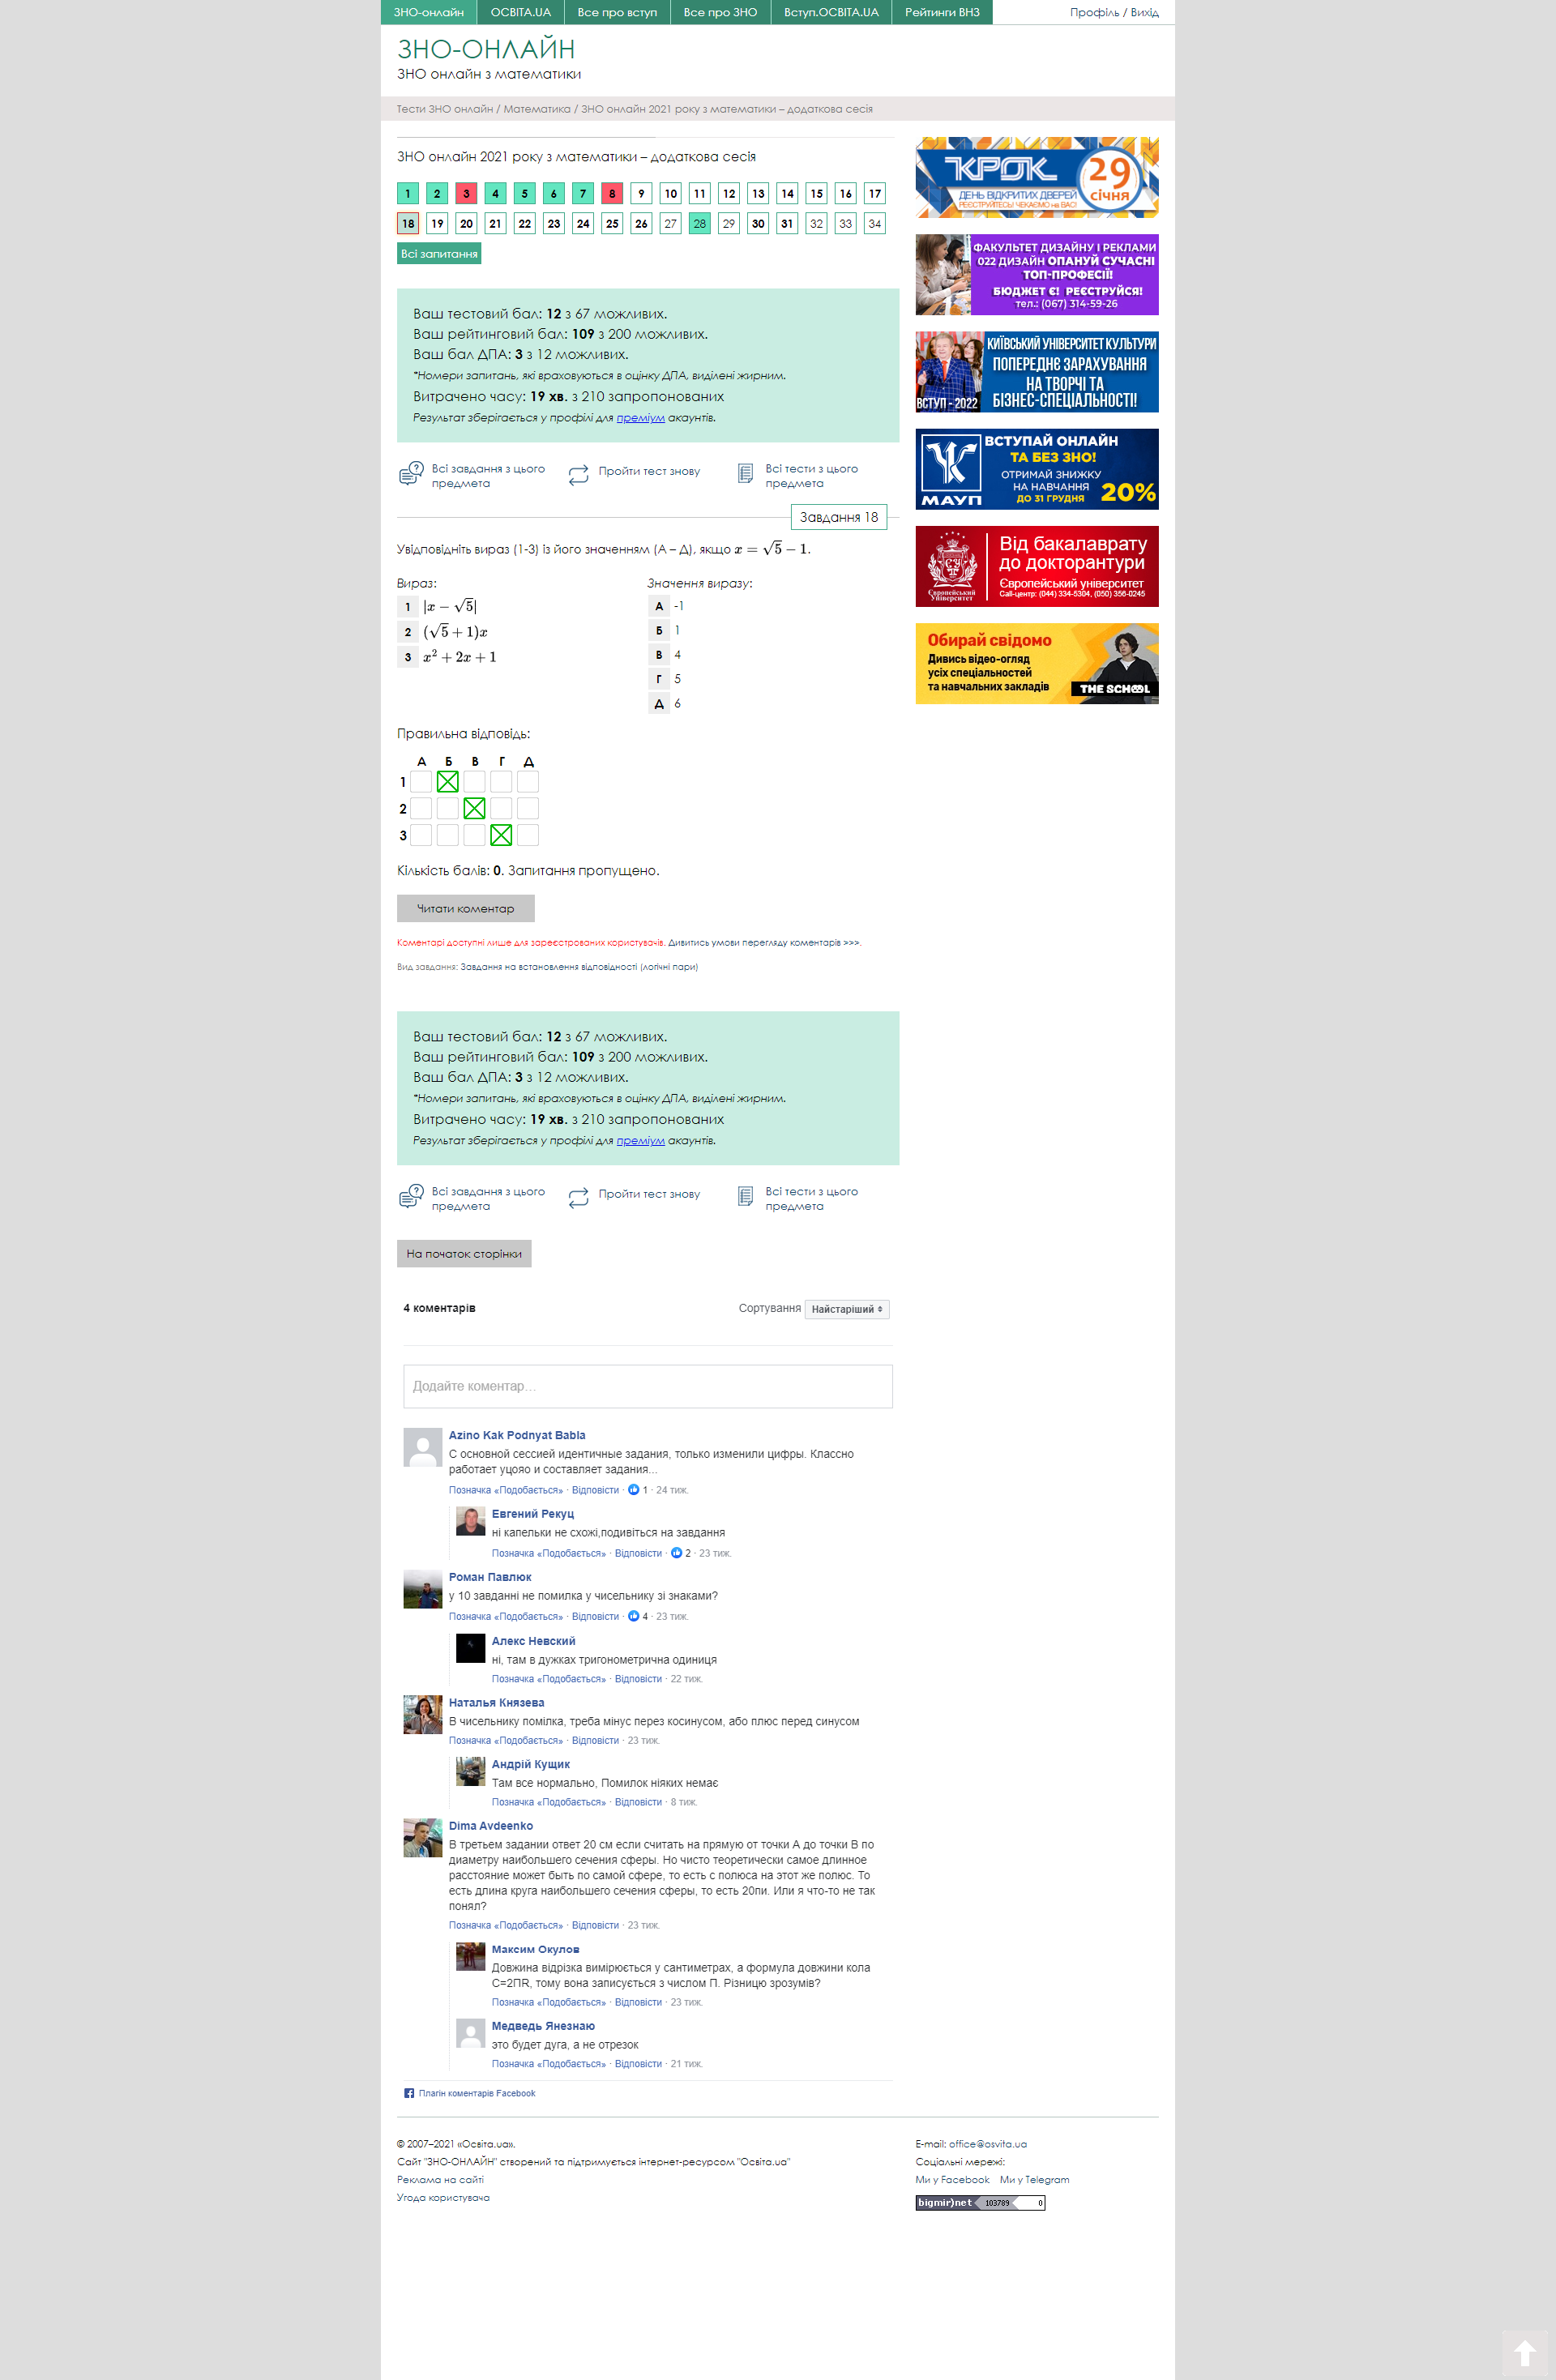 ЗНО-онлайн ОСВІТА.UA Все про вступ Все про ЗНО Вступ.ОСВІТА.UA Рейтинги ВНЗ Профіль / Вихід
ЗНО-ОНЛАЙН
ЗНО онлайн з математики
Тести ЗНО онлайн / Математика / ЗНО онлайн 2021 року з математики – додаткова сесія
ЗНО онлайн 2021 року з математики – додаткова сесія
1 2 3 4 5 6 7 8 9 10 11 12 13 14 15 16 17
18 19 20 21 22 23 24 25 26 27 28 29 30 31 32 33 34
Всі запитання
Ваш тестовий бал: 12 з 67 можливих.
Ваш рейтинговий бал: 109 з 200 можливих.
Ваш бал ДПА: 3 з 12 можливих.
*Номери запитань, які враховуються в оцінку ДПА, виділені жирним.
Витрачено часу: 19 хв. з 210 запропонованих
Результат зберігається у профілі для преміум акаунтів.
Всі завдання з цього
предмета
Пройти тест знову
Всі тести з цього
предмета
Завдання 18
Увідповідніть вираз (1-3) із його значенням (А – Д), якщо x = √5 − 1.
Вираз:
1 |x − √5|
2 (√5 + 1)x
3 x² + 2x + 1
Значення виразу:
А -1
Б 1
В 4
Г 5
Д 6
Правильна відповідь:
А Б В Г Д
1
2
3
Кількість балів: 0. Запитання пропущено.
Читати коментар
Коментарі доступні лише для зареєстрованих користувачів. Дивитись умови перегляду коментарів >>>.
Вид завдання: Завдання на встановлення відповідності (логічні пари)
Ваш тестовий бал: 12 з 67 можливих.
Ваш рейтинговий бал: 109 з 200 можливих.
Ваш бал ДПА: 3 з 12 можливих.
*Номери запитань, які враховуються в оцінку ДПА, виділені жирним.
Витрачено часу: 19 хв. з 210 запропонованих
Результат зберігається у профілі для преміум акаунтів.
Всі завдання з цього
предмета
Пройти тест знову
Всі тести з цього
предмета
На початок сторінки
4 коментарів Сортування Найстаріший
Додайте коментар...
Azino Kak Podnyat Babla
С основной сессией идентичные задания, только изменили цифры. Классно
работает уцояо и составляет задания...
Позначка «Подобається» · Відповісти · 1 · 24 тиж.
Евгений Рекуц
ні капельки не схожі,подивіться на завдання
Позначка «Подобається» · Відповісти · 2 · 23 тиж.
Роман Павлюк
у 10 завданні не помилка у чисельнику зі знаками?
Позначка «Подобається» · Відповісти · 4 · 23 тиж.
Алекс Невский
ні, там в дужках тригонометрична одиниця
Позначка «Подобається» · Відповісти · 22 тиж.
Наталья Князева
В чисельнику помілка, треба мінус перез косинусом, або плюс перед синусом
Позначка «Подобається» · Відповісти · 23 тиж.
Андрій Кущик
Там все нормально, Помилок ніяких немає
Позначка «Подобається» · Відповісти · 8 тиж.
Dima Avdeenko
В третьем задании ответ 20 см если считать на прямую от точки А до точки В по
диаметру наибольшего сечения сферы. Но чисто теоретически самое длинное
расстояние может быть по самой сфере, то есть с полюса на этот же полюс. То
есть длина круга наибольшего сечения сферы, то есть 20пи. Или я что-то не так
понял?
Позначка «Подобається» · Відповісти · 23 тиж.
Максим Окулов
Довжина відрізка вимірюється у сантиметрах, а формула довжини кола
С=2ПR, тому вона записується з числом П. Різницю зрозумів?
Позначка «Подобається» · Відповісти · 23 тиж.
Медведь Янезнаю
это будет дуга, а не отрезок
Позначка «Подобається» · Відповісти · 21 тиж.
Плагін коментарів Facebook
КРОК 29
ДЕНЬ ВІДКРИТИХ ДВЕРЕЙ січня
РЕЄСТРУЙТЕСЬ! ЧЕКАЄМО на ВАС!
ФАКУЛЬТЕТ ДИЗАЙНУ І РЕКЛАМИ
022 ДИЗАЙН ОПАНУЙ СУЧАСНІ
ТОП-ПРОФЕСІЇ!
БЮДЖЕТ Є! РЕЄСТРУЙСЯ!
тел.: (067) 314-59-26
КИЇВСЬКИЙ УНІВЕРСИТЕТ КУЛЬТУРИ
ПОПЕРЕДНЄ ЗАРАХУВАННЯ
НА ТВОРЧІ ТА
БІЗНЕС-СПЕЦІАЛЬНОСТІ!
ВСТУП - 2022
ВСТУПАЙ ОНЛАЙН
ТА БЕЗ ЗНО!
ОТРИМАЙ ЗНИЖКУ
НА НАВЧАННЯ
ДО 31 ГРУДНЯ 20%
МАУП
Від бакалаврату
до докторантури
Європейський університет
Call-центр: (044) 334-5304, (050) 356-0245
Європейський
Університет
Обирай свідомо
Дивись відео-огляд
усіх спеціальностей
та навчальних закладів
THE SCHOOL
© 2007–2021 «Освіта.ua».
Сайт "ЗНО-ОНЛАЙН" створений та підтримується інтернет-ресурсом "Освіта.ua"
Реклама на сайті
Угода користувача
E-mail: office@osvita.ua
Соціальні мережі:
Ми у Facebook Ми у Telegram
bigmir)net 103789 0